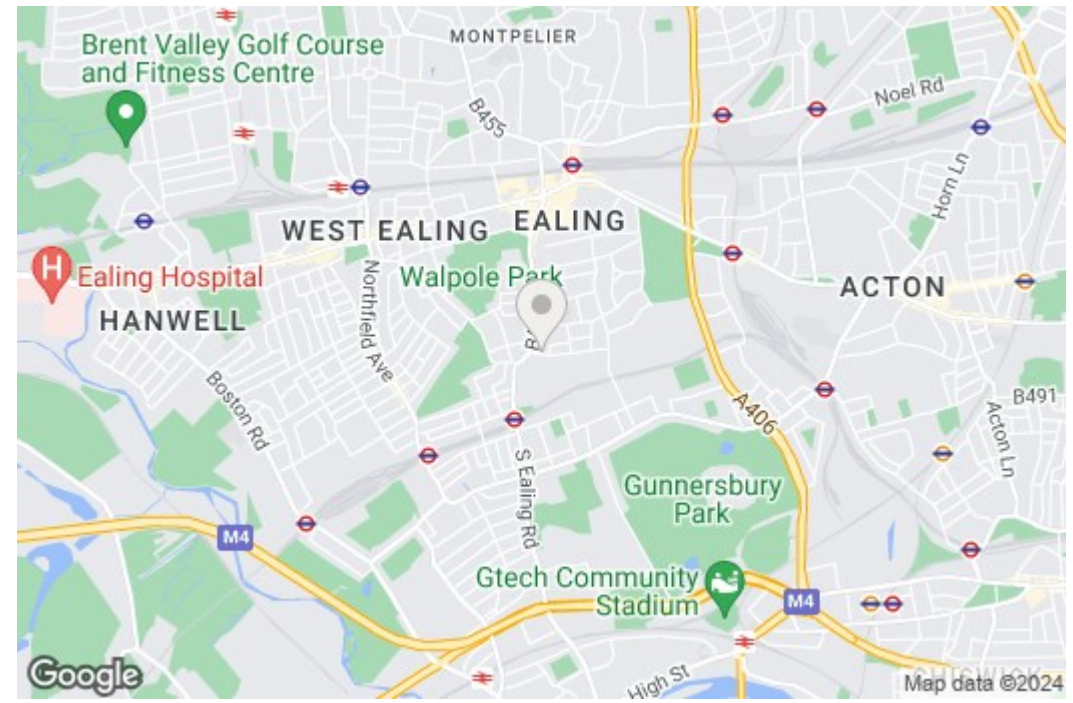 MONTPELIER
Brent Valley Golf Course
and Fitness Centre
Noel Rd
B455
Horn Ln
WEST EALING
EALING
Walpole Park
Ealing Hospital
H
ACTON
HANWELL
Northfield Ave
B491
Boston Rd
A406
Acton Ln
S Ealing Rd
Gunnersbury
Park
M4
Gtech Community
Stadium
M4
High St
CHISWICK
Google
Map data ©2024